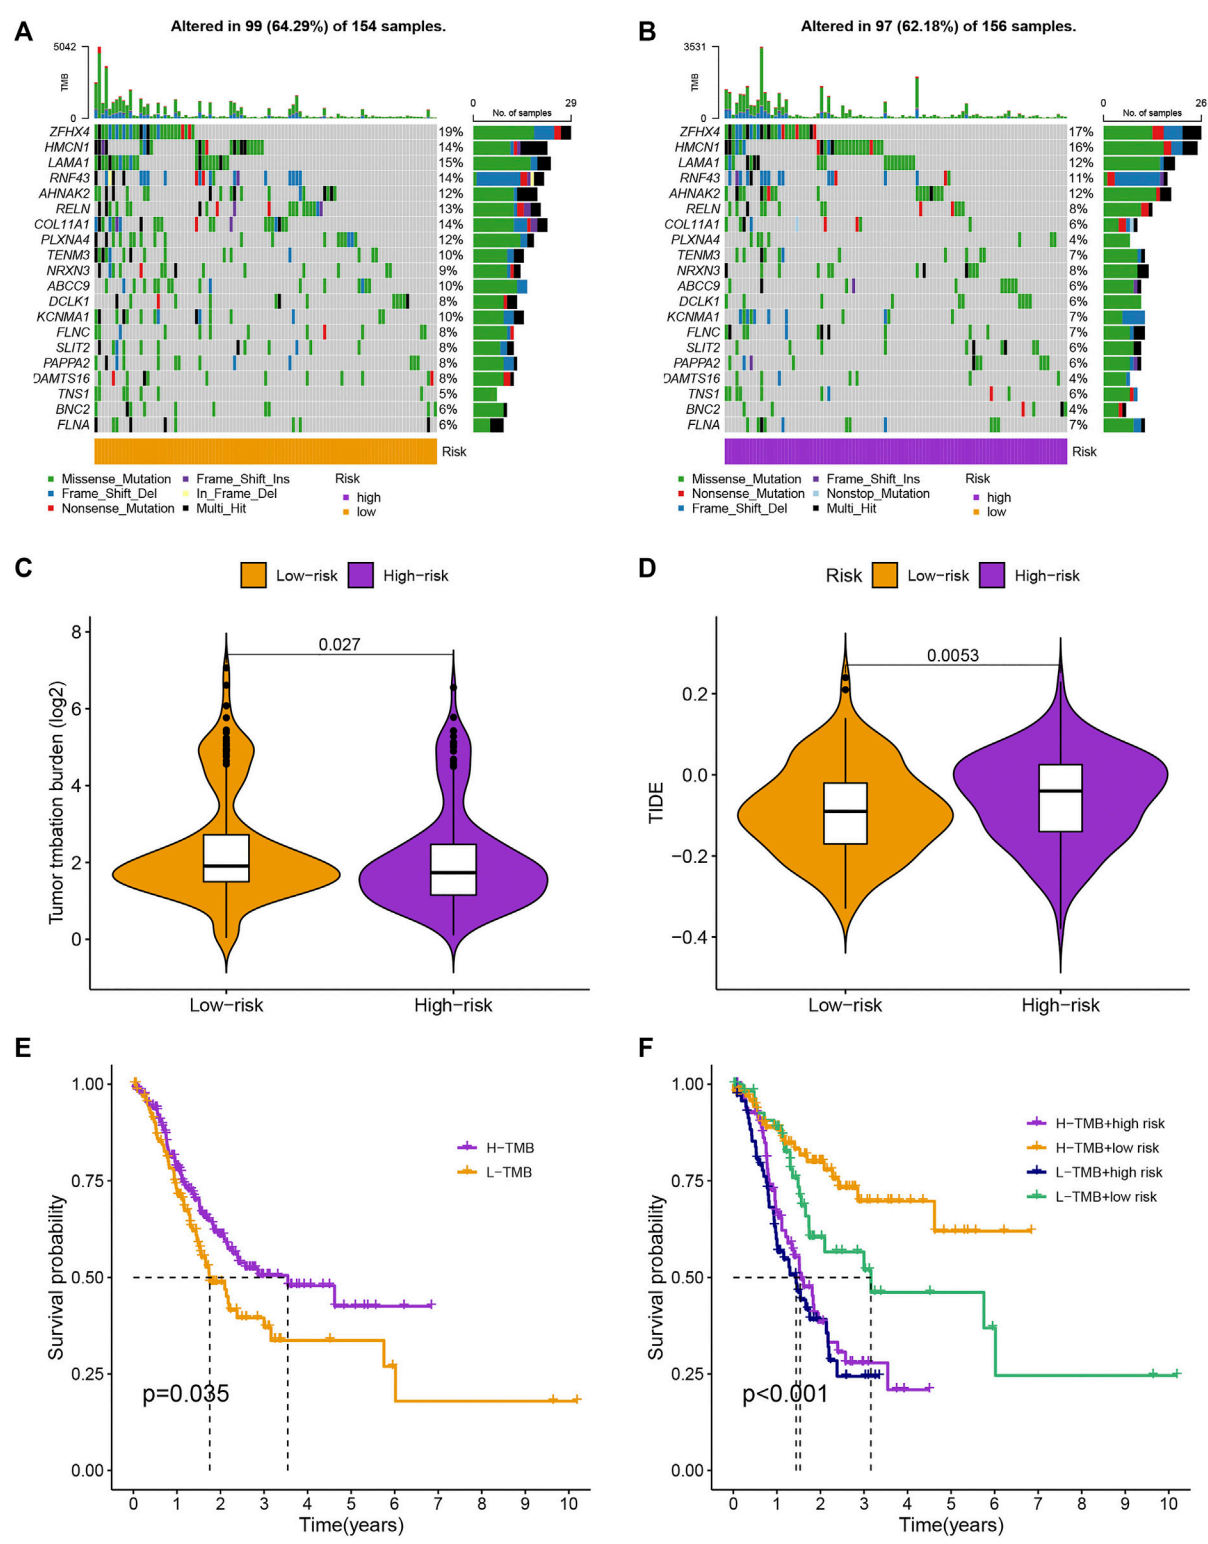 A
Altered in 99 (64.29%) of 154 samples.
5042
TMB
0
0 29
No. of samples
ZFHX4 19%
HMCN1 14%
LAMA1 15%
RNF43 14%
AHNAK2 12%
RELN 13%
COL11A1 14%
PLXNA4 12%
TENM3 10%
NRXN3 9%
ABCC9 10%
DCLK1 8%
KCNMA1 10%
FLNC 8%
SLIT2 8%
PAPPA2 8%
DAMTS16 8%
TNS1 5%
BNC2 6%
FLNA 6%
Risk
Missense_Mutation Frame_Shift_Ins Risk
Frame_Shift_Del In_Frame_Del high
Nonsense_Mutation Multi_Hit low
B
Altered in 97 (62.18%) of 156 samples.
3531
TMB
0
0 26
No. of samples
ZFHX4 17%
HMCN1 16%
LAMA1 12%
RNF43 11%
AHNAK2 12%
RELN 8%
COL11A1 6%
PLXNA4 4%
TENM3 7%
NRXN3 8%
ABCC9 6%
DCLK1 6%
KCNMA1 7%
FLNC 7%
SLIT2 6%
PAPPA2 6%
DAMTS16 4%
TNS1 6%
BNC2 4%
FLNA 7%
Risk
Missense_Mutation Frame_Shift_Ins Risk
Nonsense_Mutation Nonstop_Mutation high
Frame_Shift_Del Multi_Hit low
C
Low−risk High−risk
Tumor tmbation burden (log2)
8
6
4
2
0
0.027
Low−risk High−risk
D
Risk Low−risk High−risk
TIDE
0.2
0.0
−0.2
−0.4
0.0053
Low−risk High−risk
E
Survival probability
1.00
0.75
0.50
0.25
0.00
H−TMB
L−TMB
p=0.035
0 1 2 3 4 5 6 7 8 9 10
Time(years)
F
Survival probability
1.00
0.75
0.50
0.25
0.00
H−TMB+high risk
H−TMB+low risk
L−TMB+high risk
L−TMB+low risk
p<0.001
0 1 2 3 4 5 6 7 8 9 10
Time(years)